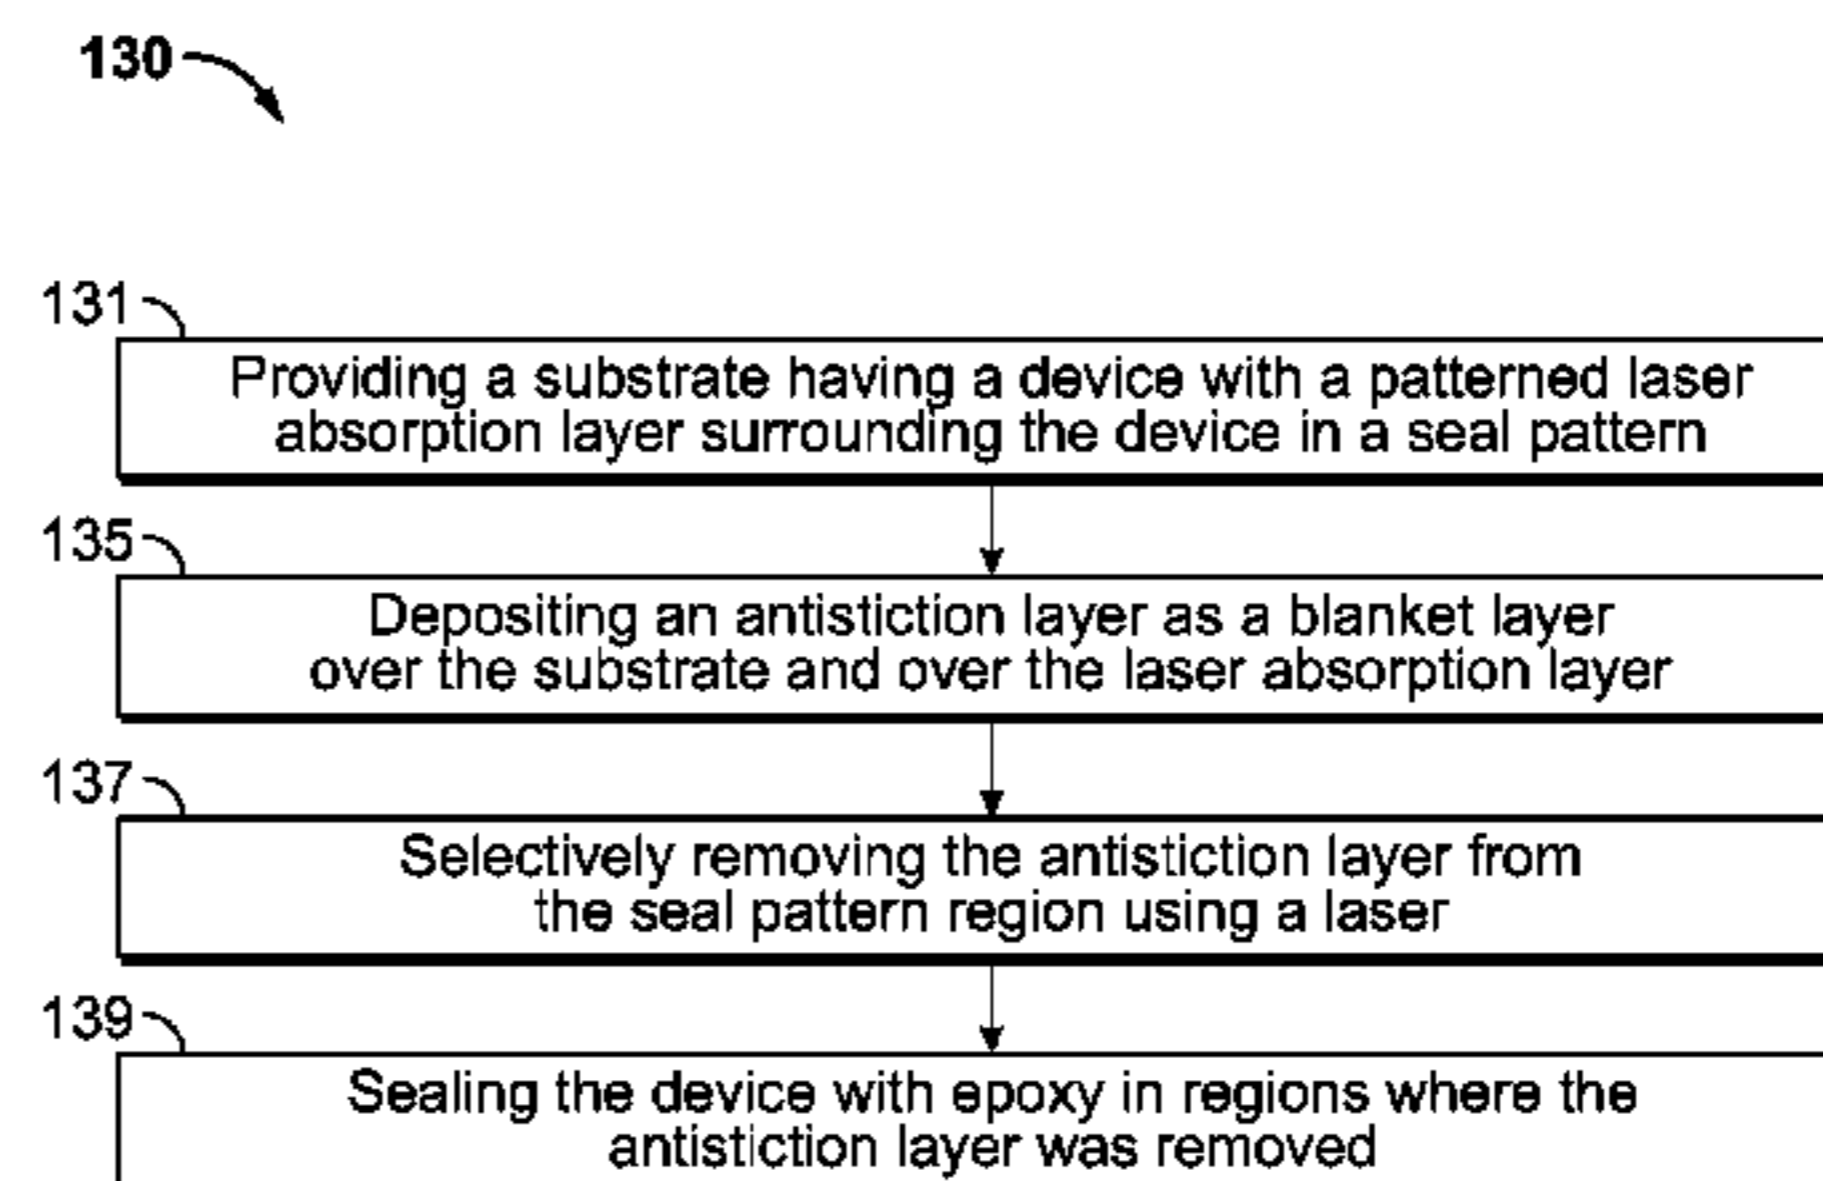 130
131
Providing a substrate having a device with a patterned laser
absorption layer surrounding the device in a seal pattern
135
Depositing an antistiction layer as a blanket layer
over the substrate and over the laser absorption layer
137
Selectively removing the antistiction layer from
the seal pattern region using a laser
139
Sealing the device with epoxy in regions where the
antistiction layer was removed